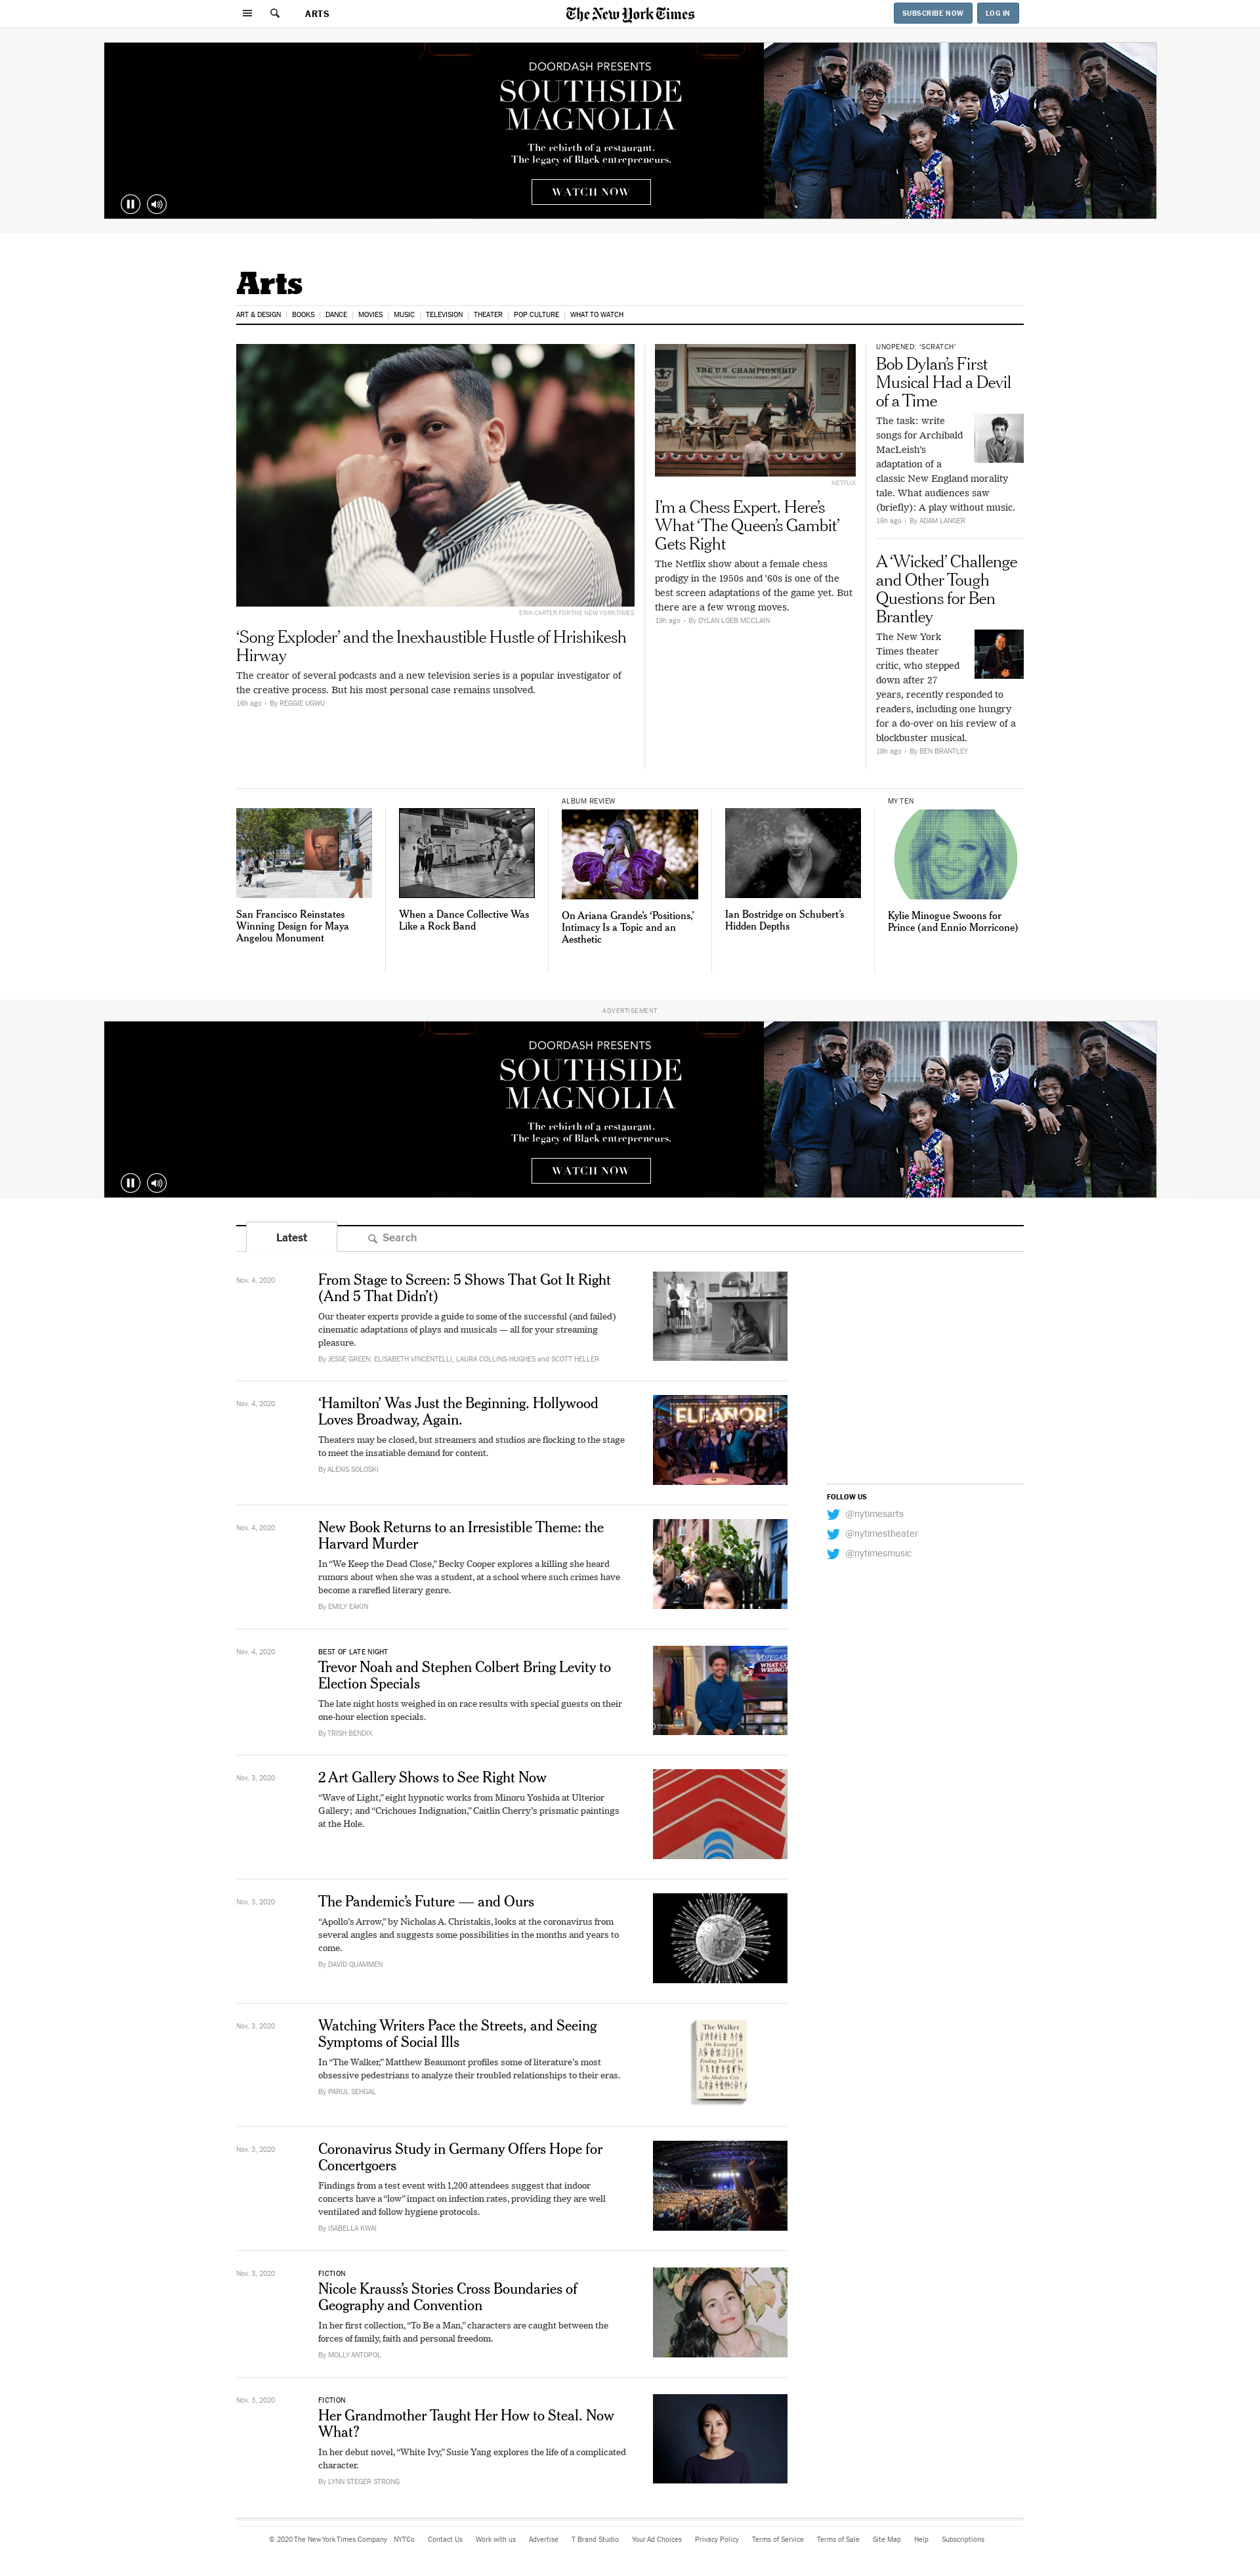 ARTS
The New York Times
SUBSCRIBE NOW
LOG IN
DOORDASH PRESENTS
SOUTHSIDE
MAGNOLIA
The rebirth of a restaurant.
The legacy of Black entrepreneurs.
WATCH NOW
Arts
ART & DESIGN | BOOKS | DANCE | MOVIES | MUSIC | TELEVISION | THEATER | POP CULTURE | WHAT TO WATCH
ERIK CARTER FOR THE NEW YORK TIMES
‘Song Exploder’ and the Inexhaustible Hustle of Hrishikesh
Hirway
The creator of several podcasts and a new television series is a popular investigator of
the creative process. But his most personal case remains unsolved.
16h ago • By REGGIE UGWU
THE U.S. CHAMPIONSHIP
NETFLIX
I’m a Chess Expert. Here’s
What ‘The Queen’s Gambit’
Gets Right
The Netflix show about a female chess
prodigy in the 1950s and ’60s is one of the
best screen adaptations of the game yet. But
there are a few wrong moves.
19h ago • By DYLAN LOEB MCCLAIN
UNOPENED: ‘SCRATCH’
Bob Dylan’s First
Musical Had a Devil
of a Time
The task: write
songs for Archibald
MacLeish’s
adaptation of a
classic New England morality
tale. What audiences saw
(briefly): A play without music.
16h ago • By ADAM LANGER
A ‘Wicked’ Challenge
and Other Tough
Questions for Ben
Brantley
The New York
Times theater
critic, who stepped
down after 27
years, recently responded to
readers, including one hungry
for a do-over on his review of a
blockbuster musical.
18h ago • By BEN BRANTLEY
San Francisco Reinstates
Winning Design for Maya
Angelou Monument
When a Dance Collective Was
Like a Rock Band
ALBUM REVIEW
On Ariana Grande’s ‘Positions,’
Intimacy Is a Topic and an
Aesthetic
Ian Bostridge on Schubert’s
Hidden Depths
MY TEN
Kylie Minogue Swoons for
Prince (and Ennio Morricone)
ADVERTISEMENT
DOORDASH PRESENTS
SOUTHSIDE
MAGNOLIA
The rebirth of a restaurant.
The legacy of Black entrepreneurs.
WATCH NOW
Latest
Search
Nov. 4, 2020
From Stage to Screen: 5 Shows That Got It Right
(And 5 That Didn’t)
Our theater experts provide a guide to some of the successful (and failed)
cinematic adaptations of plays and musicals — all for your streaming
pleasure.
By JESSE GREEN, ELISABETH VINCENTELLI, LAURA COLLINS-HUGHES and SCOTT HELLER
Nov. 4, 2020
‘Hamilton’ Was Just the Beginning. Hollywood
Loves Broadway, Again.
Theaters may be closed, but streamers and studios are flocking to the stage
to meet the insatiable demand for content.
By ALEXIS SOLOSKI
ELEANOR!
FOLLOW US
@nytimesarts
@nytimestheater
@nytimesmusic
Nov. 4, 2020
New Book Returns to an Irresistible Theme: the
Harvard Murder
In “We Keep the Dead Close,” Becky Cooper explores a killing she heard
rumors about when she was a student, at a school where such crimes have
become a rarefied literary genre.
By EMILY EAKIN
Nov. 4, 2020
BEST OF LATE NIGHT
Trevor Noah and Stephen Colbert Bring Levity to
Election Specials
The late night hosts weighed in on race results with special guests on their
one-hour election specials.
By TRISH BENDIX
WHAT CO
WRONG
Nov. 3, 2020
2 Art Gallery Shows to See Right Now
“Wave of Light,” eight hypnotic works from Minoru Yoshida at Ulterior
Gallery; and “Crichoues Indignation,” Caitlin Cherry’s prismatic paintings
at the Hole.
Nov. 3, 2020
The Pandemic’s Future — and Ours
“Apollo’s Arrow,” by Nicholas A. Christakis, looks at the coronavirus from
several angles and suggests some possibilities in the months and years to
come.
By DAVID QUAMMEN
Nov. 3, 2020
Watching Writers Pace the Streets, and Seeing
Symptoms of Social Ills
In “The Walker,” Matthew Beaumont profiles some of literature’s most
obsessive pedestrians to analyze their troubled relationships to their eras.
By PARUL SEHGAL
The Walker
On Losing and
Finding Yourself in
the Modern City
Matthew Beaumont
Nov. 3, 2020
Coronavirus Study in Germany Offers Hope for
Concertgoers
Findings from a test event with 1,200 attendees suggest that indoor
concerts have a “low” impact on infection rates, providing they are well
ventilated and follow hygiene protocols.
By ISABELLA KWAI
Nov. 3, 2020
FICTION
Nicole Krauss’s Stories Cross Boundaries of
Geography and Convention
In her first collection, “To Be a Man,” characters are caught between the
forces of family, faith and personal freedom.
By MOLLY ANTOPOL
Nov. 3, 2020
FICTION
Her Grandmother Taught Her How to Steal. Now
What?
In her debut novel, “White Ivy,” Susie Yang explores the life of a complicated
character.
By LYNN STEGER STRONG
© 2020 The New York Times Company NYTCo Contact Us Work with us Advertise T Brand Studio Your Ad Choices Privacy Policy Terms of Service Terms of Sale Site Map Help Subscriptions